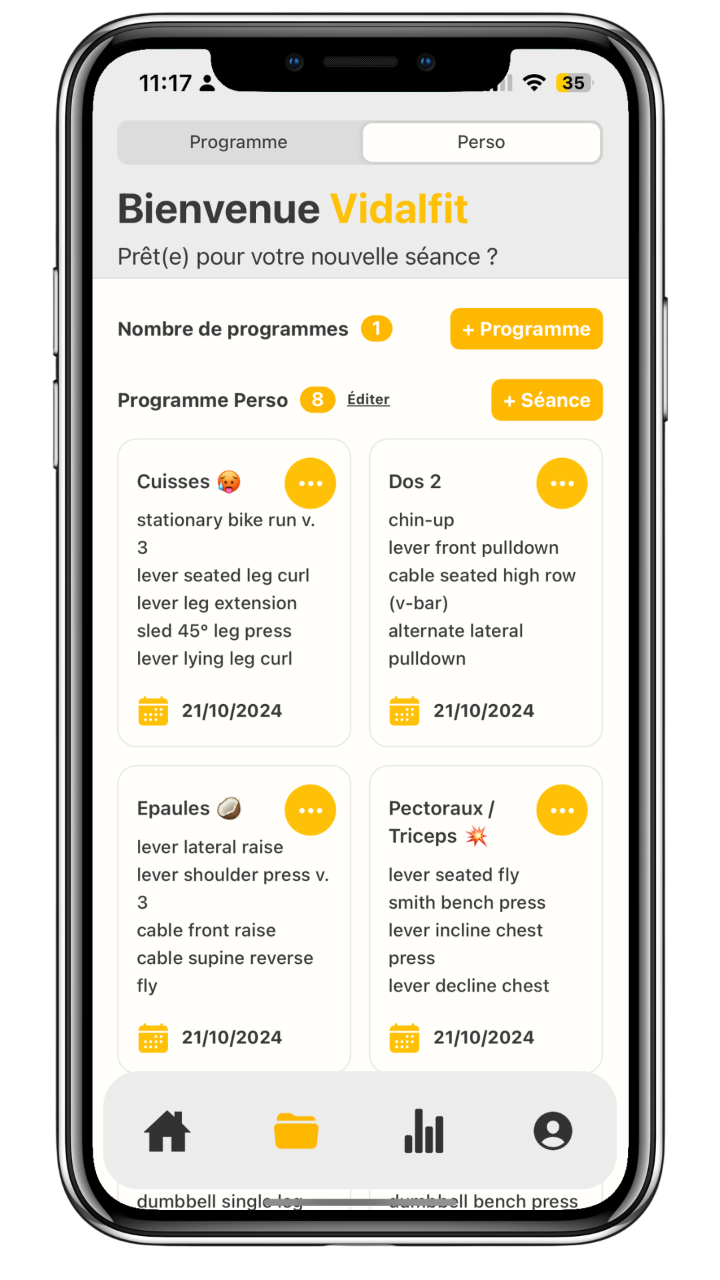 11:17
35
Programme
Perso
Bienvenue Vidalfit
Prêt(e) pour votre nouvelle séance ?
Nombre de programmes 1
+ Programme
Programme Perso 8 Éditer
+ Séance
Cuisses 🥵
stationary bike run v.
3
lever seated leg curl
lever leg extension
sled 45° leg press
lever lying leg curl
21/10/2024
Dos 2
chin-up
lever front pulldown
cable seated high row
(v-bar)
alternate lateral
pulldown
21/10/2024
Epaules 🥥
lever lateral raise
lever shoulder press v.
3
cable front raise
cable supine reverse
fly
21/10/2024
Pectoraux /
Triceps 💥
lever seated fly
smith bench press
lever incline chest
press
lever decline chest
21/10/2024
dumbbell single leg
dumbbell bench press